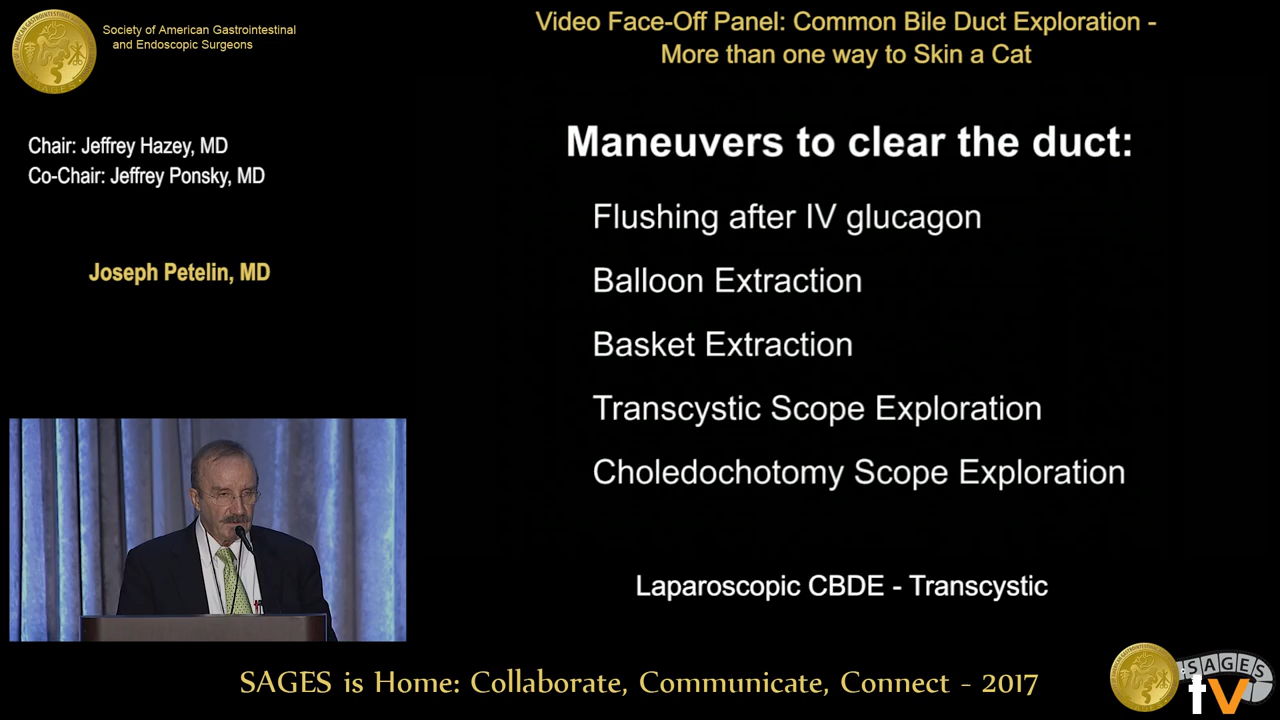 Society of American Gastrointestinal
and Endoscopic Surgeons
Video Face-Off Panel: Common Bile Duct Exploration -
More than one way to Skin a Cat
Chair: Jeffrey Hazey, MD
Co-Chair: Jeffrey Ponsky, MD
Joseph Petelin, MD
Maneuvers to clear the duct:
Flushing after IV glucagon
Balloon Extraction
Basket Extraction
Transcystic Scope Exploration
Choledochotomy Scope Exploration
Laparoscopic CBDE - Transcystic
SAGES is Home: Collaborate, Communicate, Connect - 2017
SAGES
tv